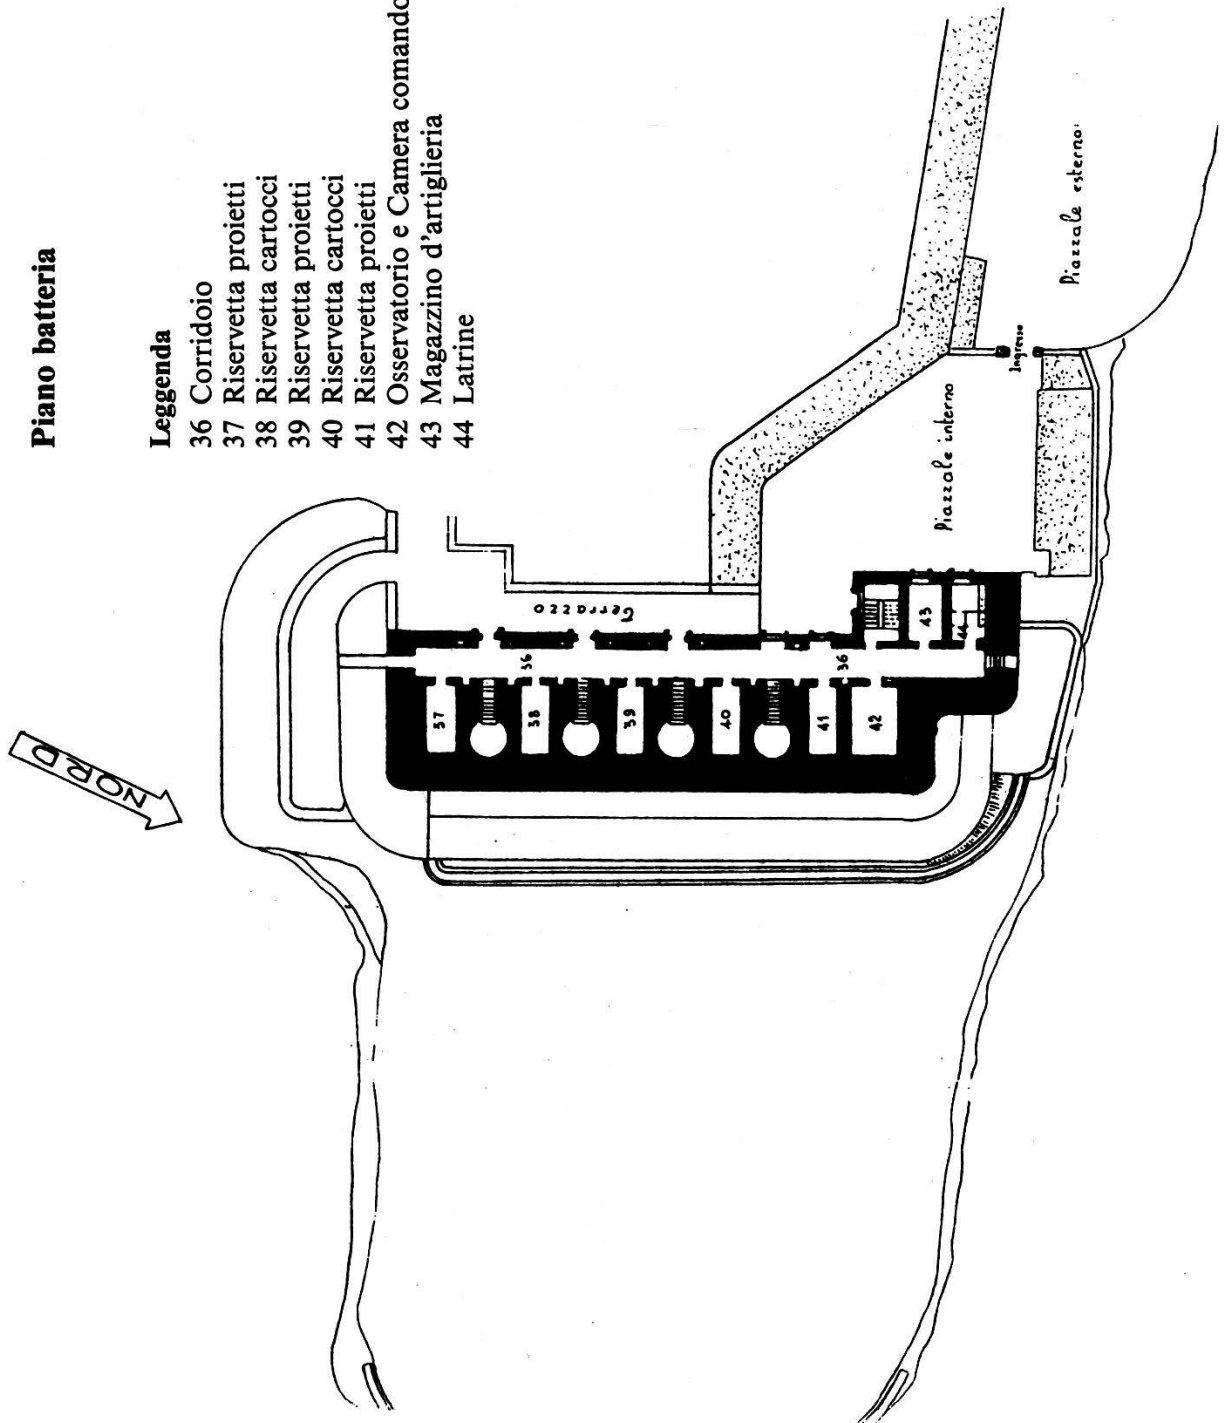 Piano batteria
Leggenda
36 Corridoio
37 Riservetta proietti
38 Riservetta cartocci
39 Riservetta proietti
40 Riservetta cartocci
41 Riservetta proietti
42 Osservatorio e Camera comando
43 Magazzino d'artiglieria
44 Latrine
NORD
Terrazzo
36
36
37
38
39
40
41
42
43
44
Piazzale interno
Ingresso
Piazzale esterno